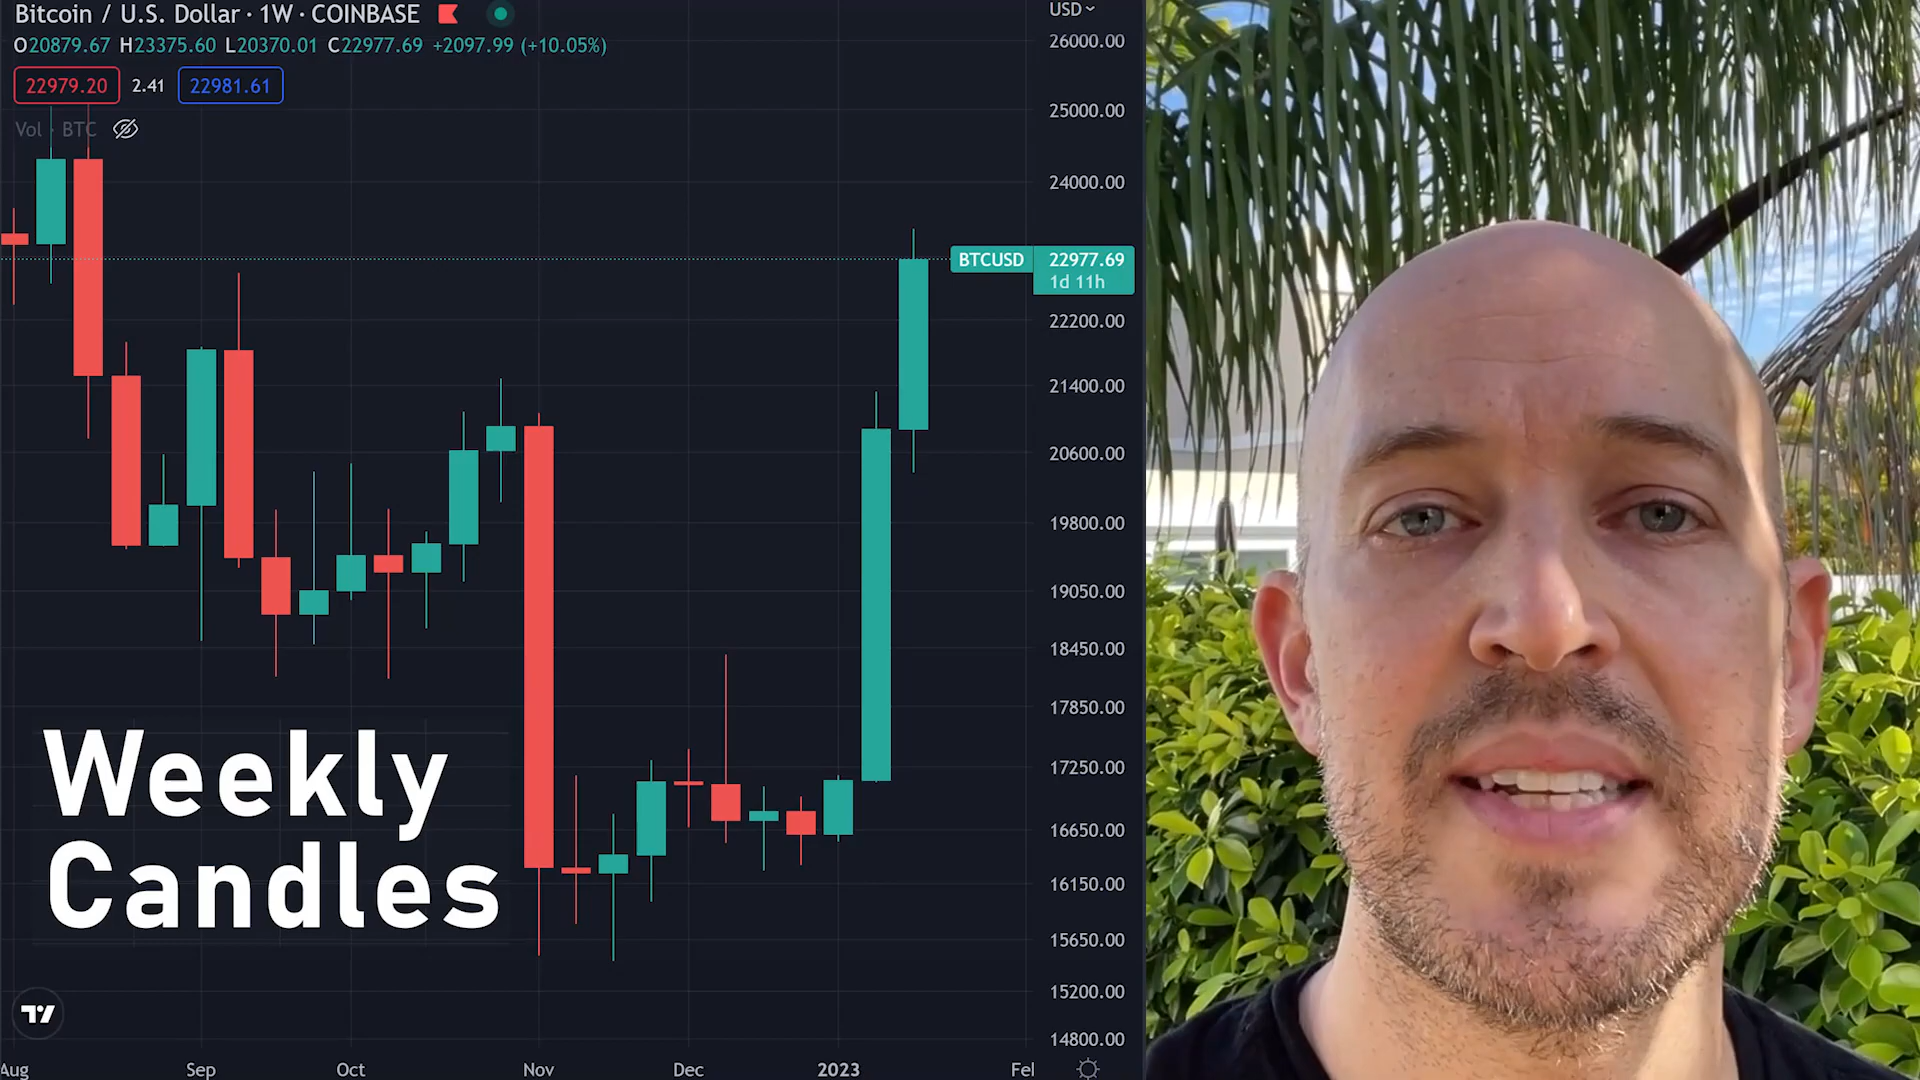 Bitcoin / U.S. Dollar · 1W · COINBASE
O20879.67 H23375.60 L20370.01 C22977.69 +2097.99 (+10.05%)
22979.20 2.41 22981.61
Vol · BTC
USD
26000.00
25000.00
24000.00
BTCUSD 22977.69
1d 11h
22200.00
21400.00
20600.00
19800.00
19050.00
18450.00
17850.00
17250.00
16650.00
16150.00
15650.00
15200.00
14800.00
Weekly
Candles
Aug Sep Oct Nov Dec 2023 Fel